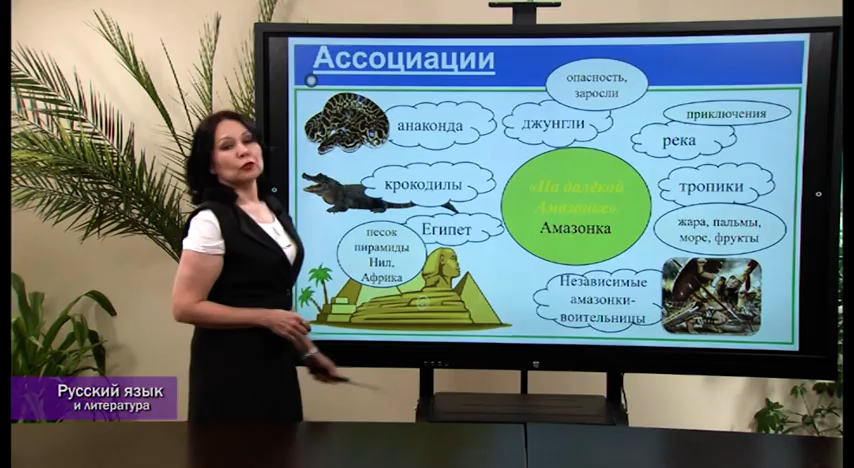 Ассоциации
опасность,
заросли
анаконда
джунгли
приключения
река
крокодилы
«На далёкой
Амазонке»
Амазонка
тропики
песок
пирамиды
Нил,
Африка
Египет
жара, пальмы,
море, фрукты
Независимые
амазонки-
воительницы
Русский язык
и литература